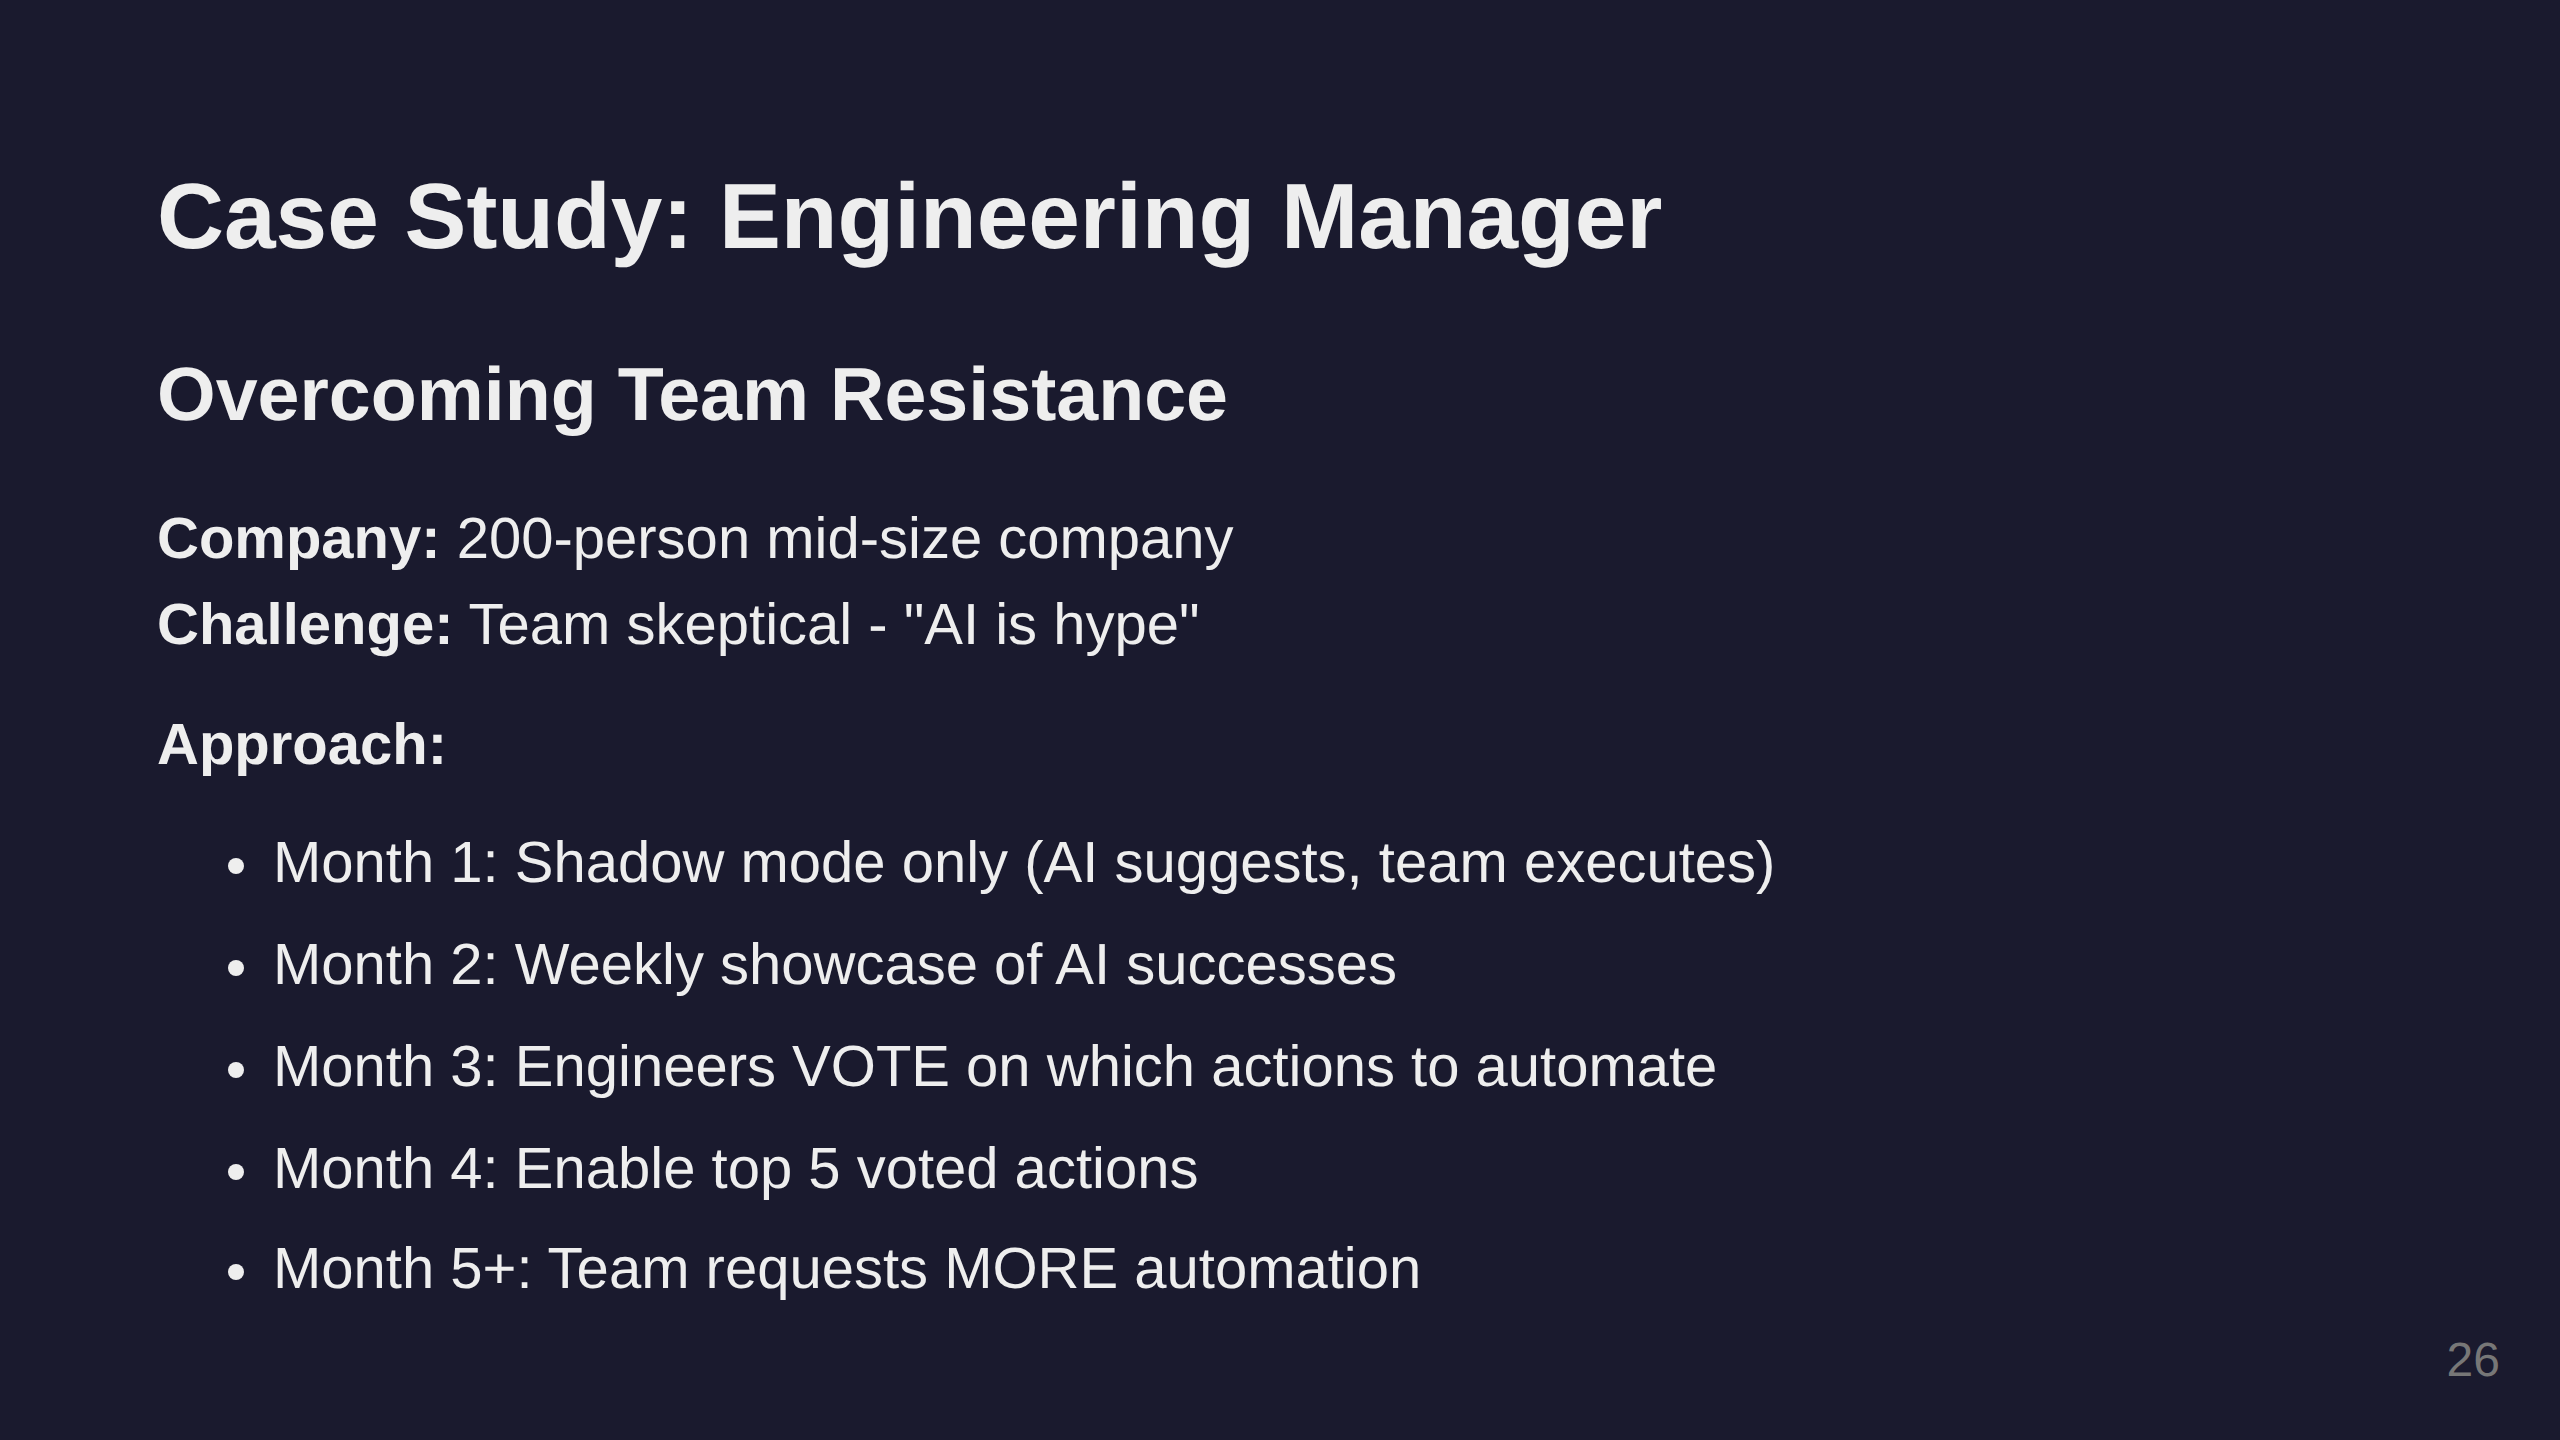 Case Study: Engineering Manager
Overcoming Team Resistance
Company: 200-person mid-size company
Challenge: Team skeptical - "AI is hype"
Approach:
• Month 1: Shadow mode only (AI suggests, team executes)
• Month 2: Weekly showcase of AI successes
• Month 3: Engineers VOTE on which actions to automate
• Month 4: Enable top 5 voted actions
• Month 5+: Team requests MORE automation
26